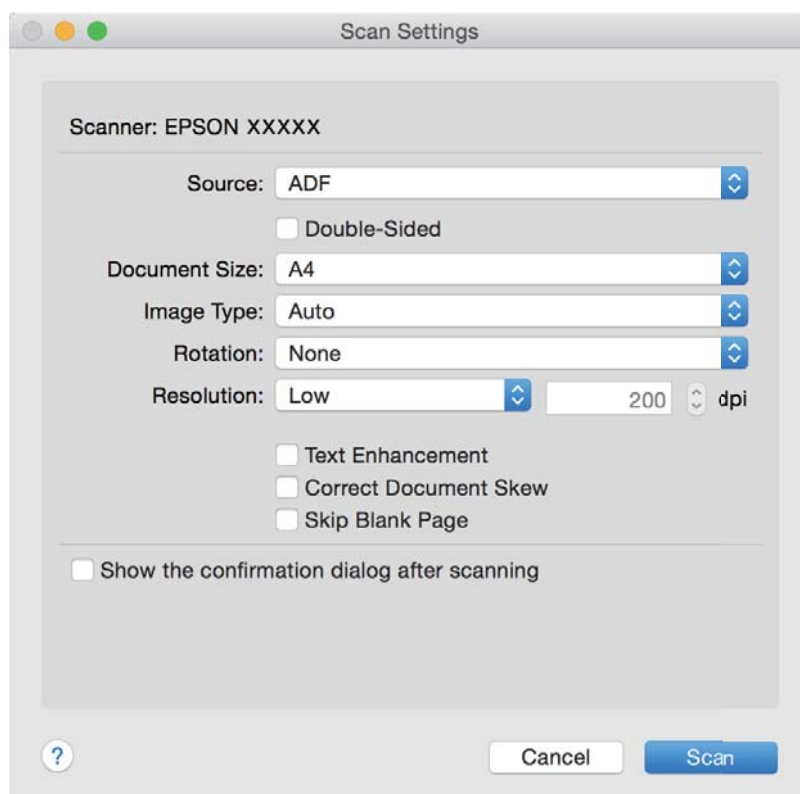 Scan Settings
Scanner: EPSON XXXXX
Source: ADF
Double-Sided
Document Size: A4
Image Type: Auto
Rotation: None
Resolution: Low 200 dpi
Text Enhancement
Correct Document Skew
Skip Blank Page
Show the confirmation dialog after scanning
? Cancel Scan